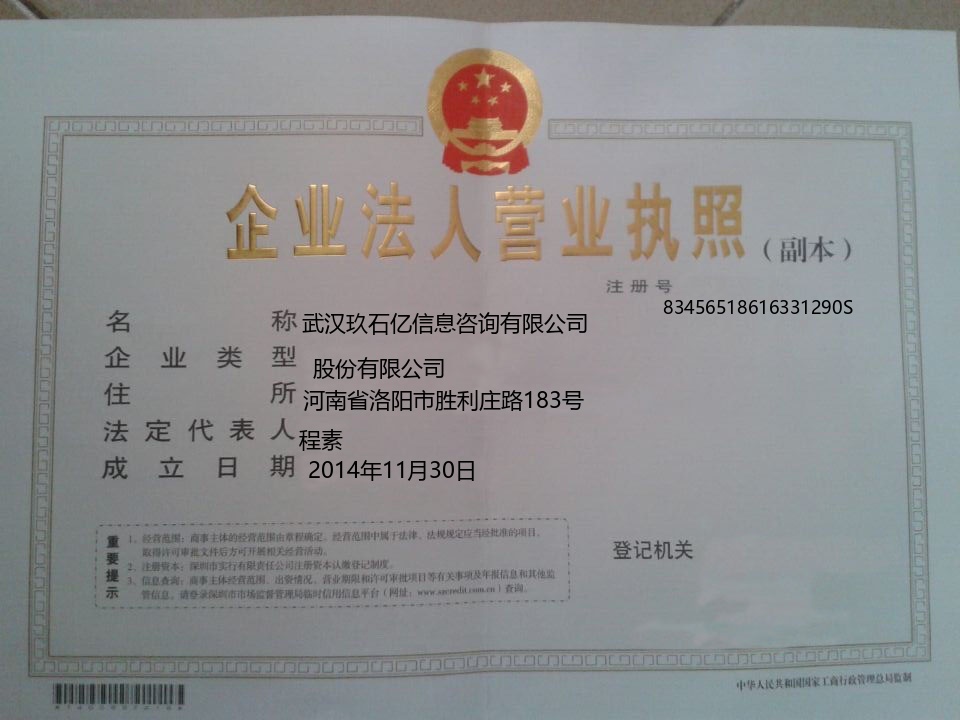 企业法人营业执照
（副本）
注册号
83456518616331290S
名称 武汉玖石亿信息咨询有限公司
企业类型 股份有限公司
住所 河南省洛阳市胜利庄路183号
法定代表人 程素
成立日期 2014年11月30日
重要提示
1、经营范围：商事主体的经营范围由章程确定。经营范围中属于法律、法规规定应当经批准的项目，
取得许可审批文件后方可开展相关经营活动。
2、注册资本：深圳市实行有限责任公司注册资本认缴登记制度。
3、信息查询：商事主体经营范围、出资情况、营业期限和许可审批项目等有关事项及年报信息和其他监
管信息，请登录深圳市市场监督管理局临时信用信息平台（网址：www.szcredit.com.cn）查询。
登记机关
中华人民共和国国家工商行政管理总局监制